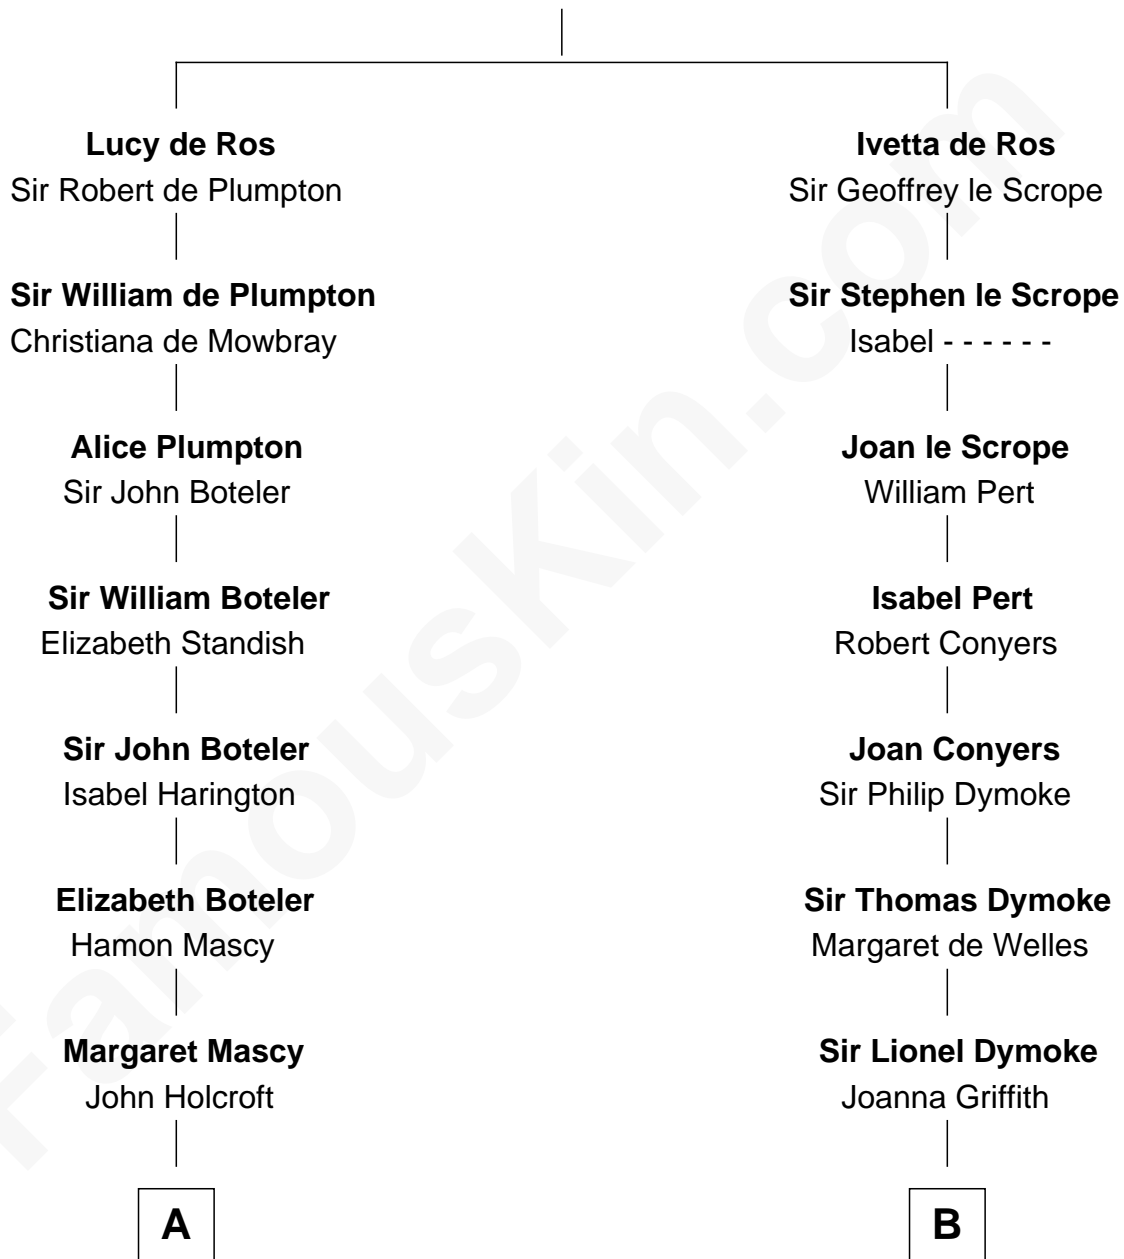 Lucy de Ros
Sir Robert de Plumpton
Sir William de Plumpton
Christiana de Mowbray
Alice Plumpton
Sir John Boteler
Sir William Boteler
Elizabeth Standish
Sir John Boteler
Isabel Harington
Elizabeth Boteler
Hamon Mascy
Margaret Mascy
John Holcroft
A
Ivetta de Ros
Sir Geoffrey le Scrope
Sir Stephen le Scrope
Isabel - - - - - -
Joan le Scrope
William Pert
Isabel Pert
Robert Conyers
Joan Conyers
Sir Philip Dymoke
Sir Thomas Dymoke
Margaret de Welles
Sir Lionel Dymoke
Joanna Griffith
B
FamousKin.com